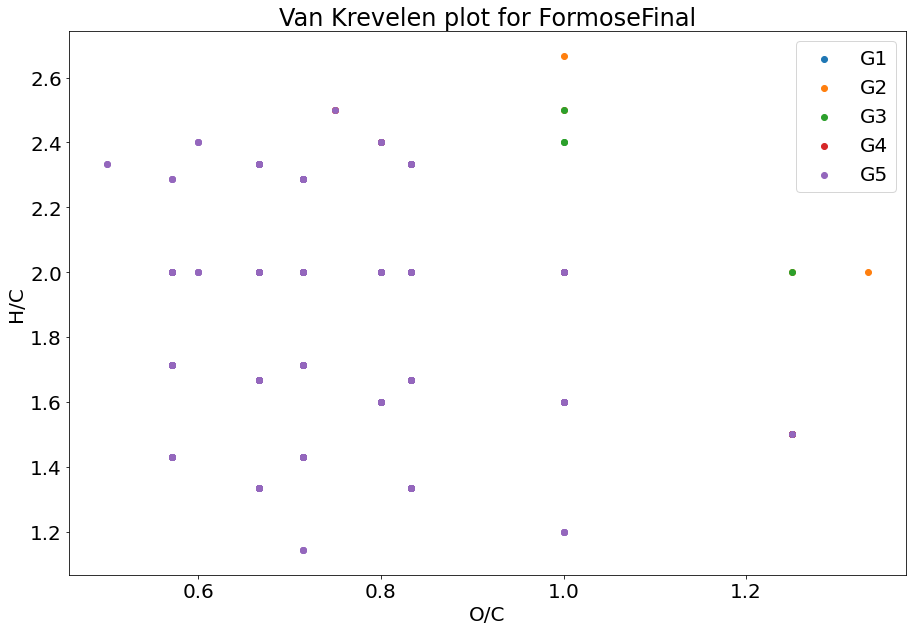 Van Krevelen plot for FormoseFinal
G1
G2
G3
G4
G5
2.6
2.4
2.2
2.0
1.8
1.6
1.4
1.2
H/C
0.6 0.8 1.0 1.2
O/C